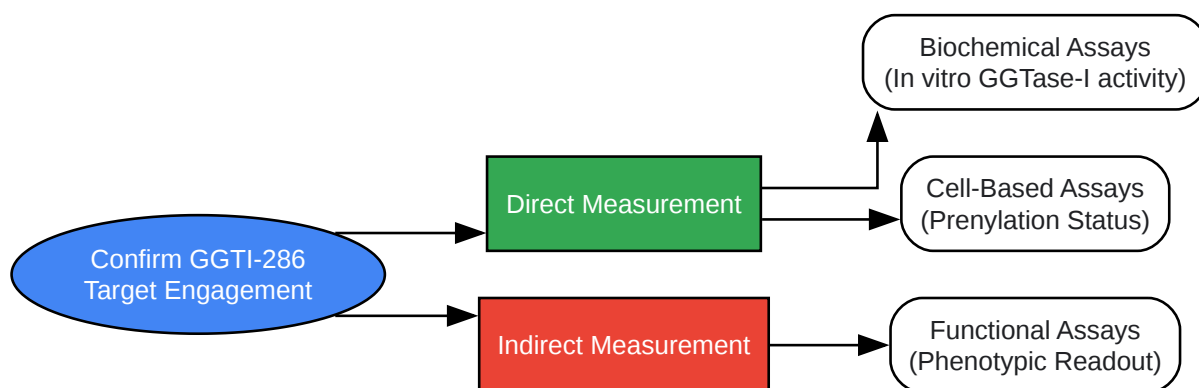 Confirm GGTI-286
Target Engagement
Direct Measurement
Indirect Measurement
Biochemical Assays
(In vitro GGTase-I activity)
Cell-Based Assays
(Prenylation Status)
Functional Assays
(Phenotypic Readout)